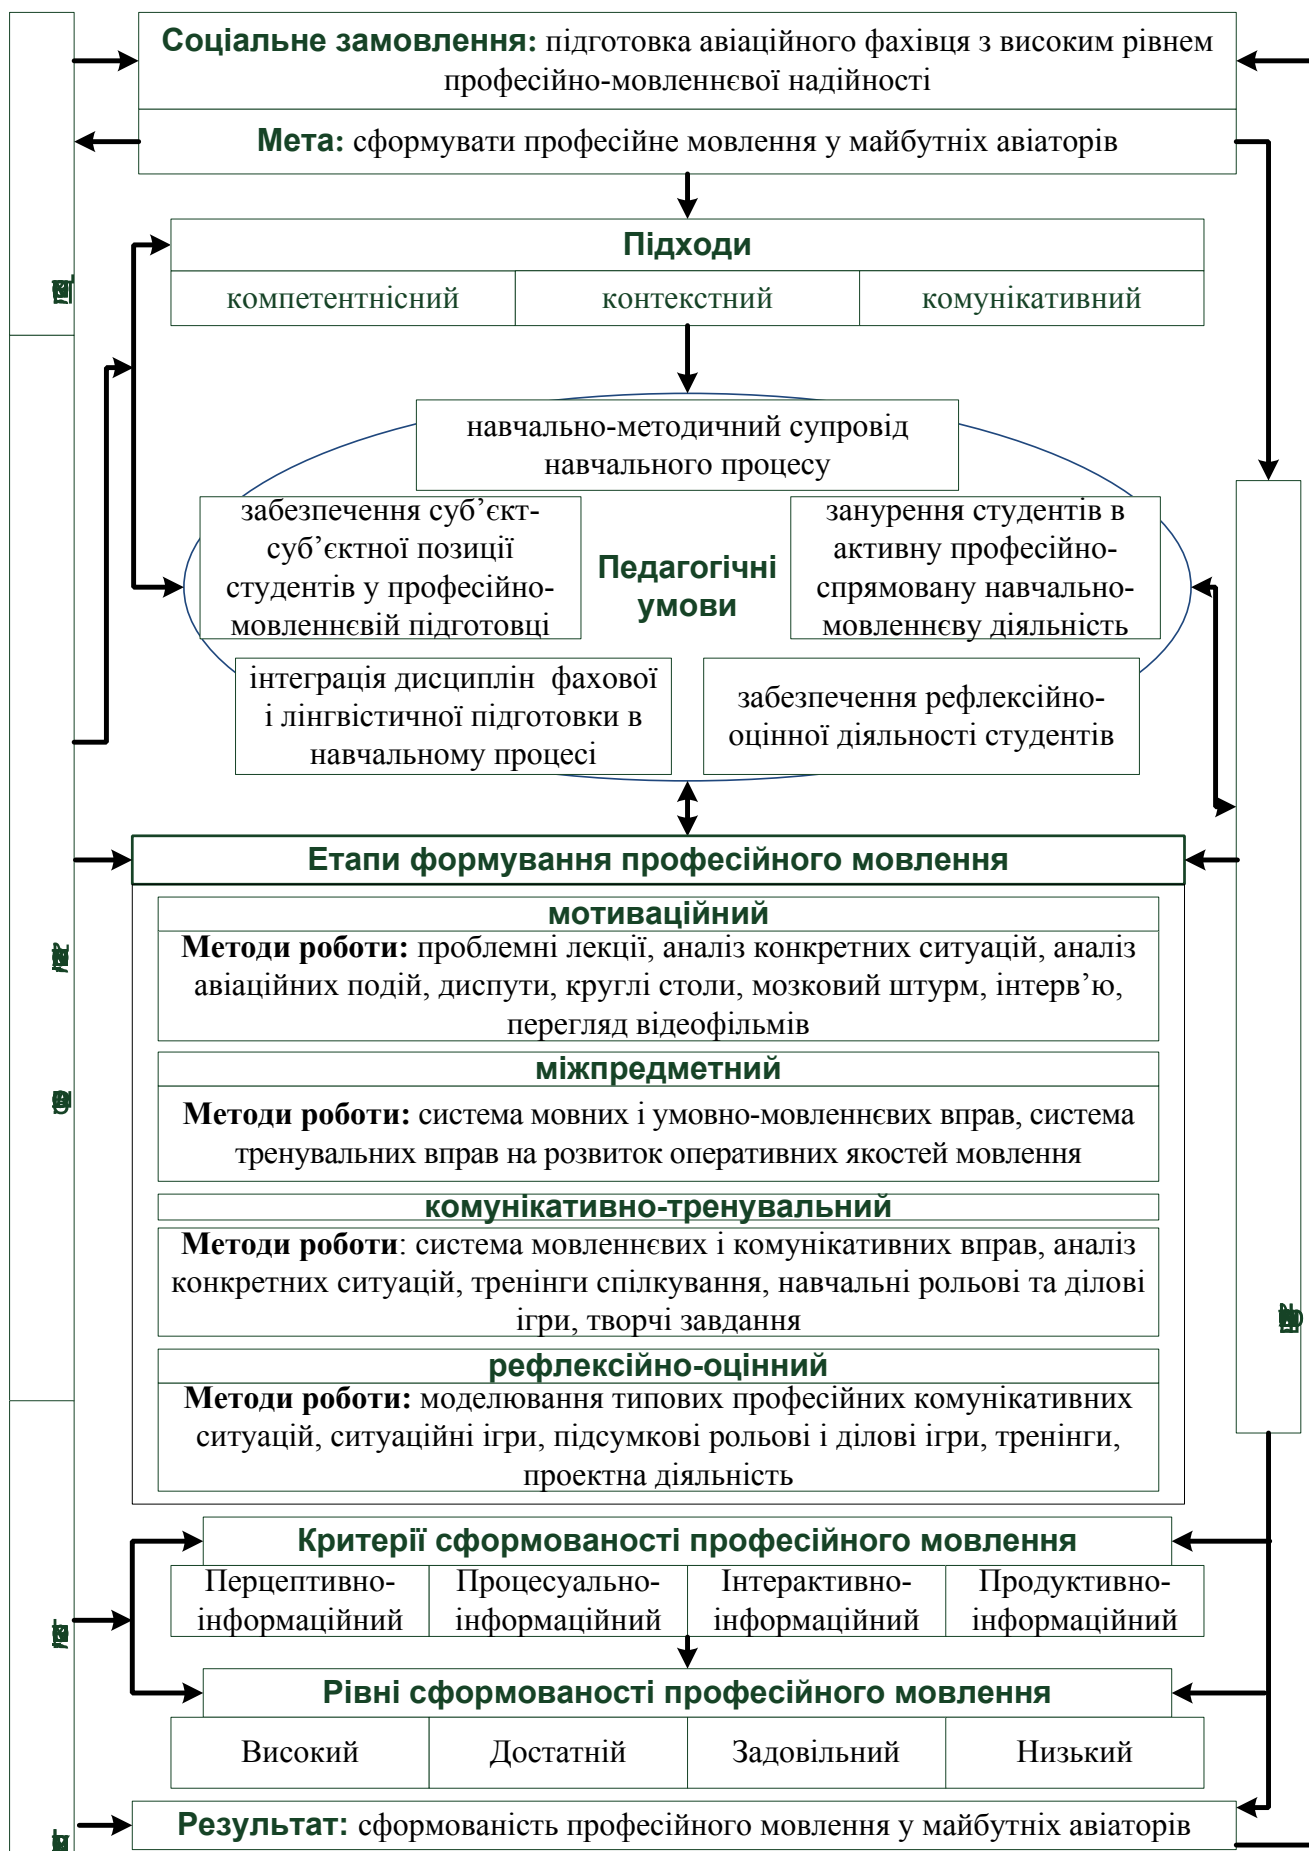 Соціальне замовлення: підготовка авіаційного фахівця з високим рівнем
професійно-мовленнєвої надійності
Мета: сформувати професійне мовлення у майбутніх авіаторів
Підходи
компетентнісний
контекстний
комунікативний
навчально-методичний супровід
навчального процесу
забезпечення суб’єкт-
суб’єктної позиції
студентів у професійно-
мовленнєвій підготовці
Педагогічні
умови
занурення студентів в
активну професійно-
спрямовану навчально-
мовленнєву діяльність
інтеграція дисциплін фахової
і лінгвістичної підготовки в
навчальному процесі
забезпечення рефлексійно-
оцінної діяльності студентів
Етапи формування професійного мовлення
мотиваційний
Методи роботи: проблемні лекції, аналіз конкретних ситуацій, аналіз
авіаційних подій, диспути, круглі столи, мозковий штурм, інтерв’ю,
перегляд відеофільмів
міжпредметний
Методи роботи: система мовних і умовно-мовленнєвих вправ, система
тренувальних вправ на розвиток оперативних якостей мовлення
комунікативно-тренувальний
Методи роботи: система мовленнєвих і комунікативних вправ, аналіз
конкретних ситуацій, тренінги спілкування, навчальні рольові та ділові
ігри, творчі завдання
рефлексійно-оцінний
Методи роботи: моделювання типових професійних комунікативних
ситуацій, ситуаційні ігри, підсумкові рольові і ділові ігри, тренінги,
проектна діяльність
Критерії сформованості професійного мовлення
Перцептивно-
інформаційний
Процесуально-
інформаційний
Інтерактивно-
інформаційний
Продуктивно-
інформаційний
Рівні сформованості професійного мовлення
Високий
Достатній
Задовільний
Низький
Результат: сформованість професійного мовлення у майбутніх авіаторів